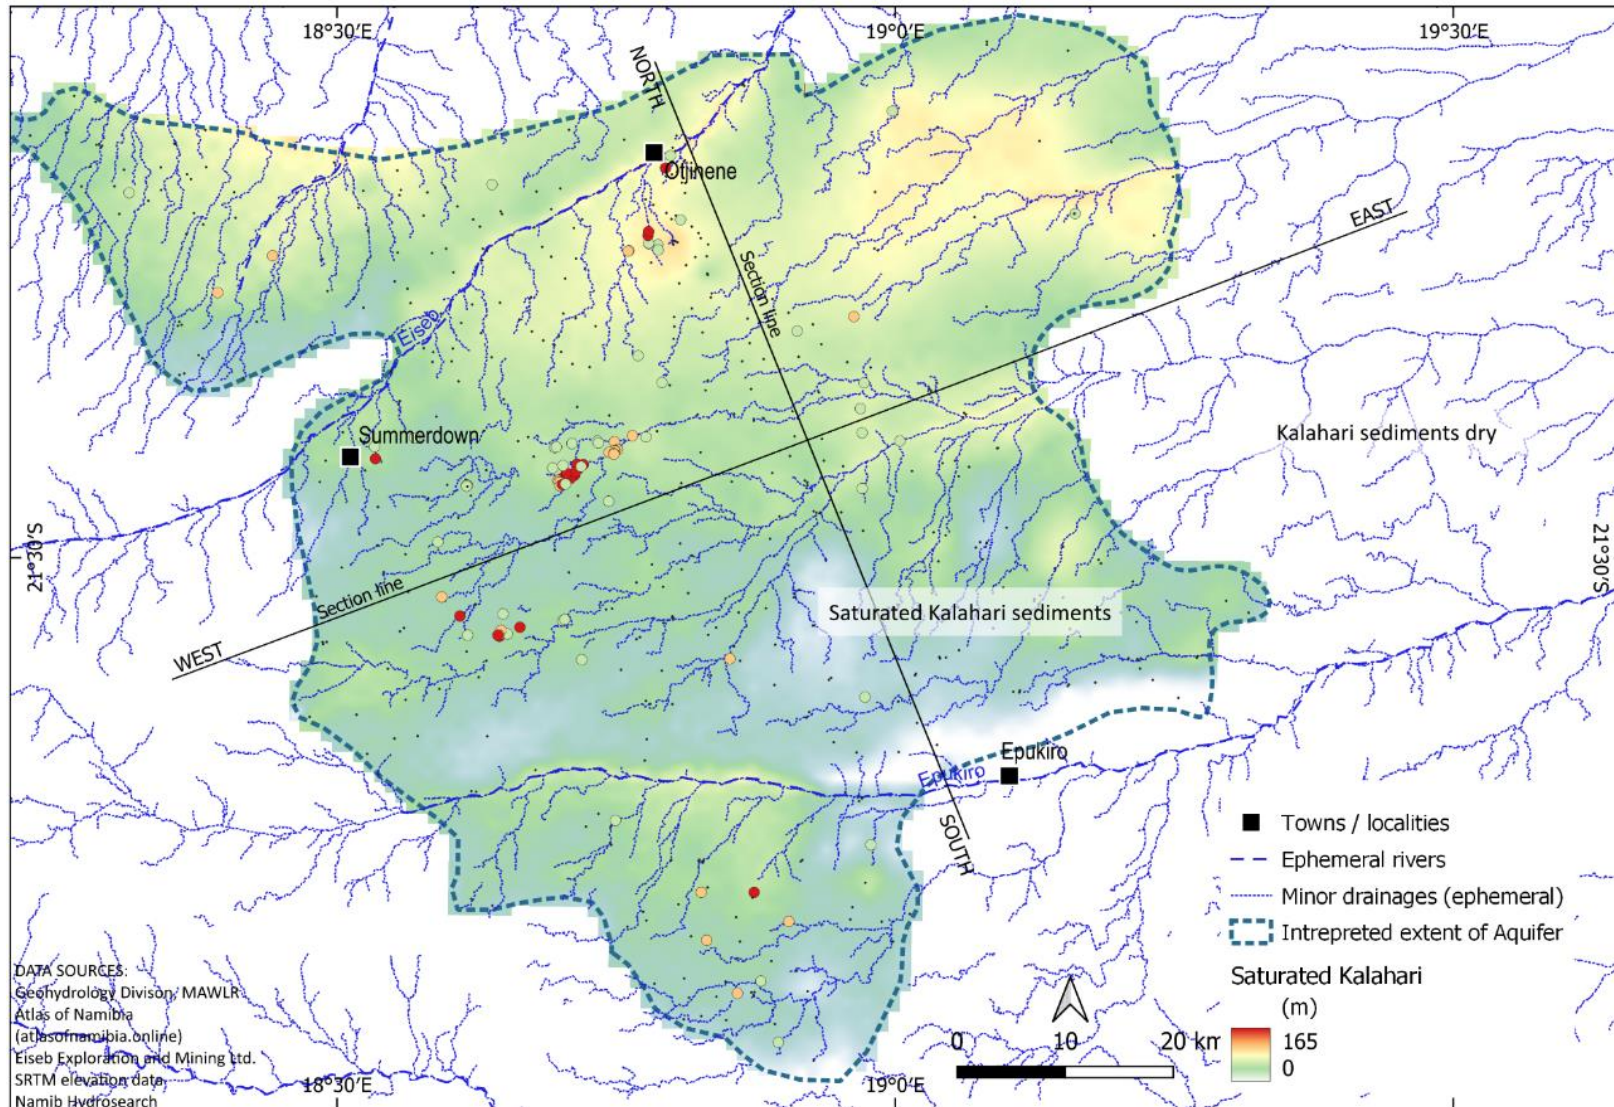 18°30'E
19°0'E
19°30'E
NORTH
Otjinene
EAST
Section line
Eiseb
Summerdown
Kalahari sediments dry
21°30'S
21°30'S
Section line
Saturated Kalahari sediments
WEST
Epukiro
Epukiro
SOUTH
Towns / localities
Ephemeral rivers
Minor drainages (ephemeral)
Intrepreted extent of Aquifer
Saturated Kalahari
(m)
165
0
0 10 20 km
DATA SOURCES:
Geohydrology Divison, MAWLR
Atlas of Namibia
(atlasofnamibia.online)
Eiseb Exploration and Mining Ltd.
SRTM elevation data
Namib Hydrosearch
18°30'E
19°0'E